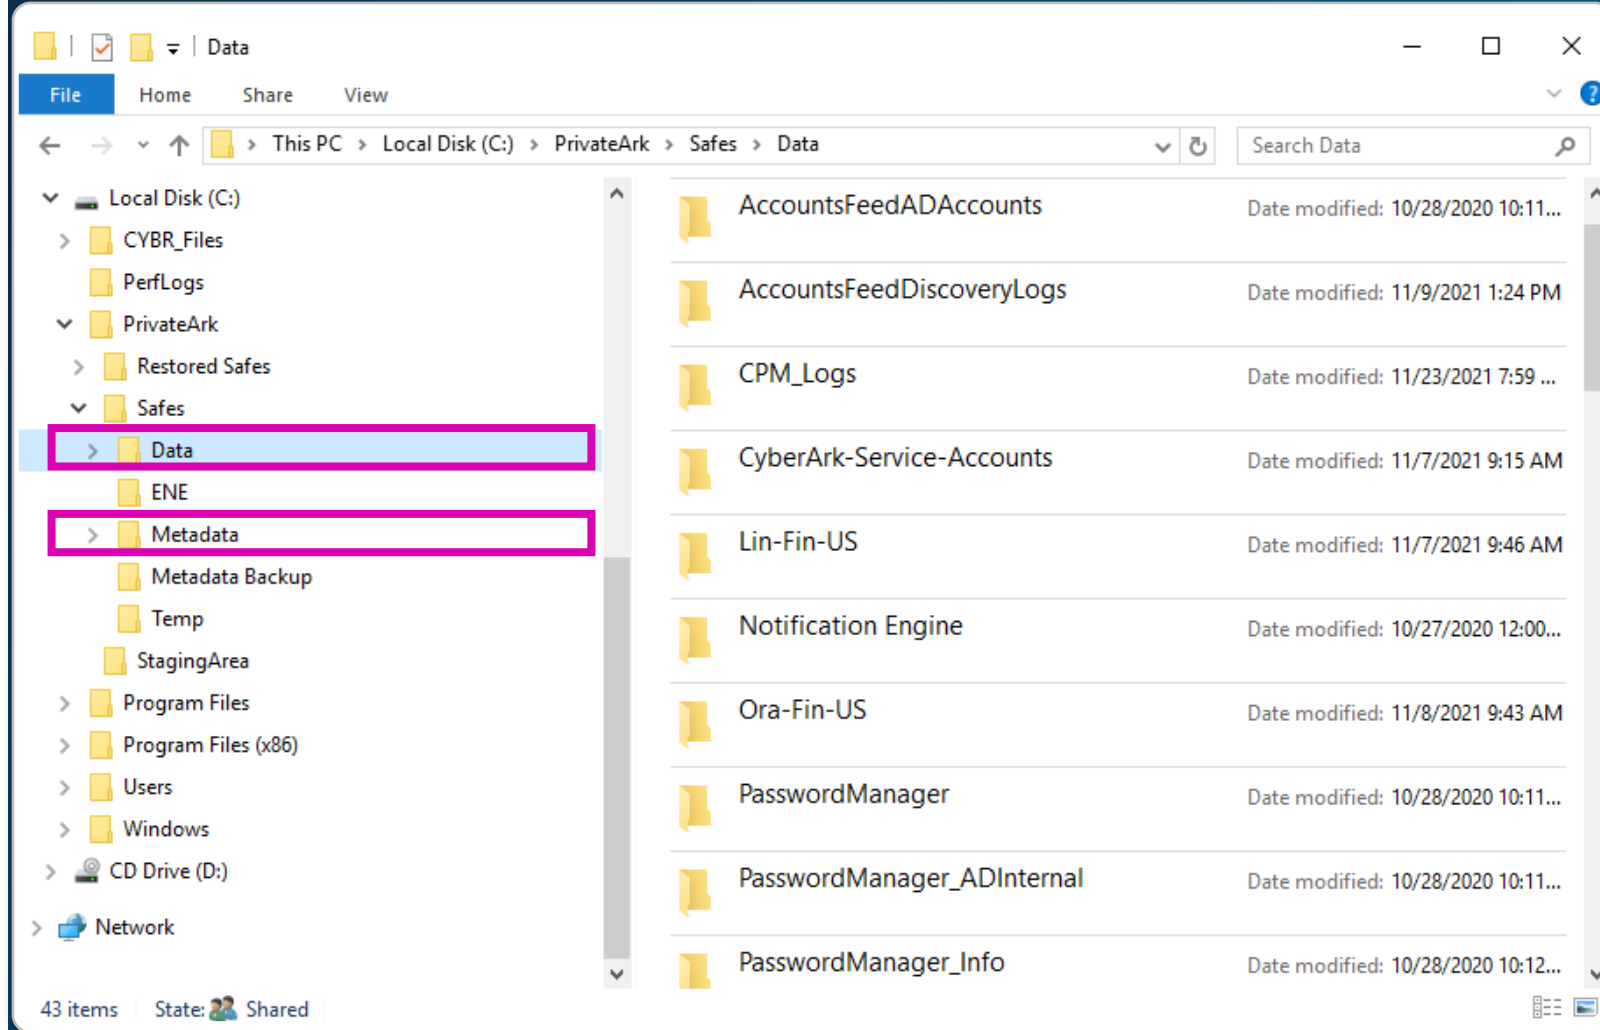 Data
File Home Share View
This PC > Local Disk (C:) > PrivateArk > Safes > Data
Search Data
Local Disk (C:)
CYBR_Files
PerfLogs
PrivateArk
Restored Safes
Safes
Data
ENE
Metadata
Metadata Backup
Temp
StagingArea
Program Files
Program Files (x86)
Users
Windows
CD Drive (D:)
Network
AccountsFeedADAccounts Date modified: 10/28/2020 10:11...
AccountsFeedDiscoveryLogs Date modified: 11/9/2021 1:24 PM
CPM_Logs Date modified: 11/23/2021 7:59 ...
CyberArk-Service-Accounts Date modified: 11/7/2021 9:15 AM
Lin-Fin-US Date modified: 11/7/2021 9:46 AM
Notification Engine Date modified: 10/27/2020 12:00...
Ora-Fin-US Date modified: 11/8/2021 9:43 AM
PasswordManager Date modified: 10/28/2020 10:11...
PasswordManager_ADInternal Date modified: 10/28/2020 10:11...
PasswordManager_Info Date modified: 10/28/2020 10:12...
43 items State: Shared